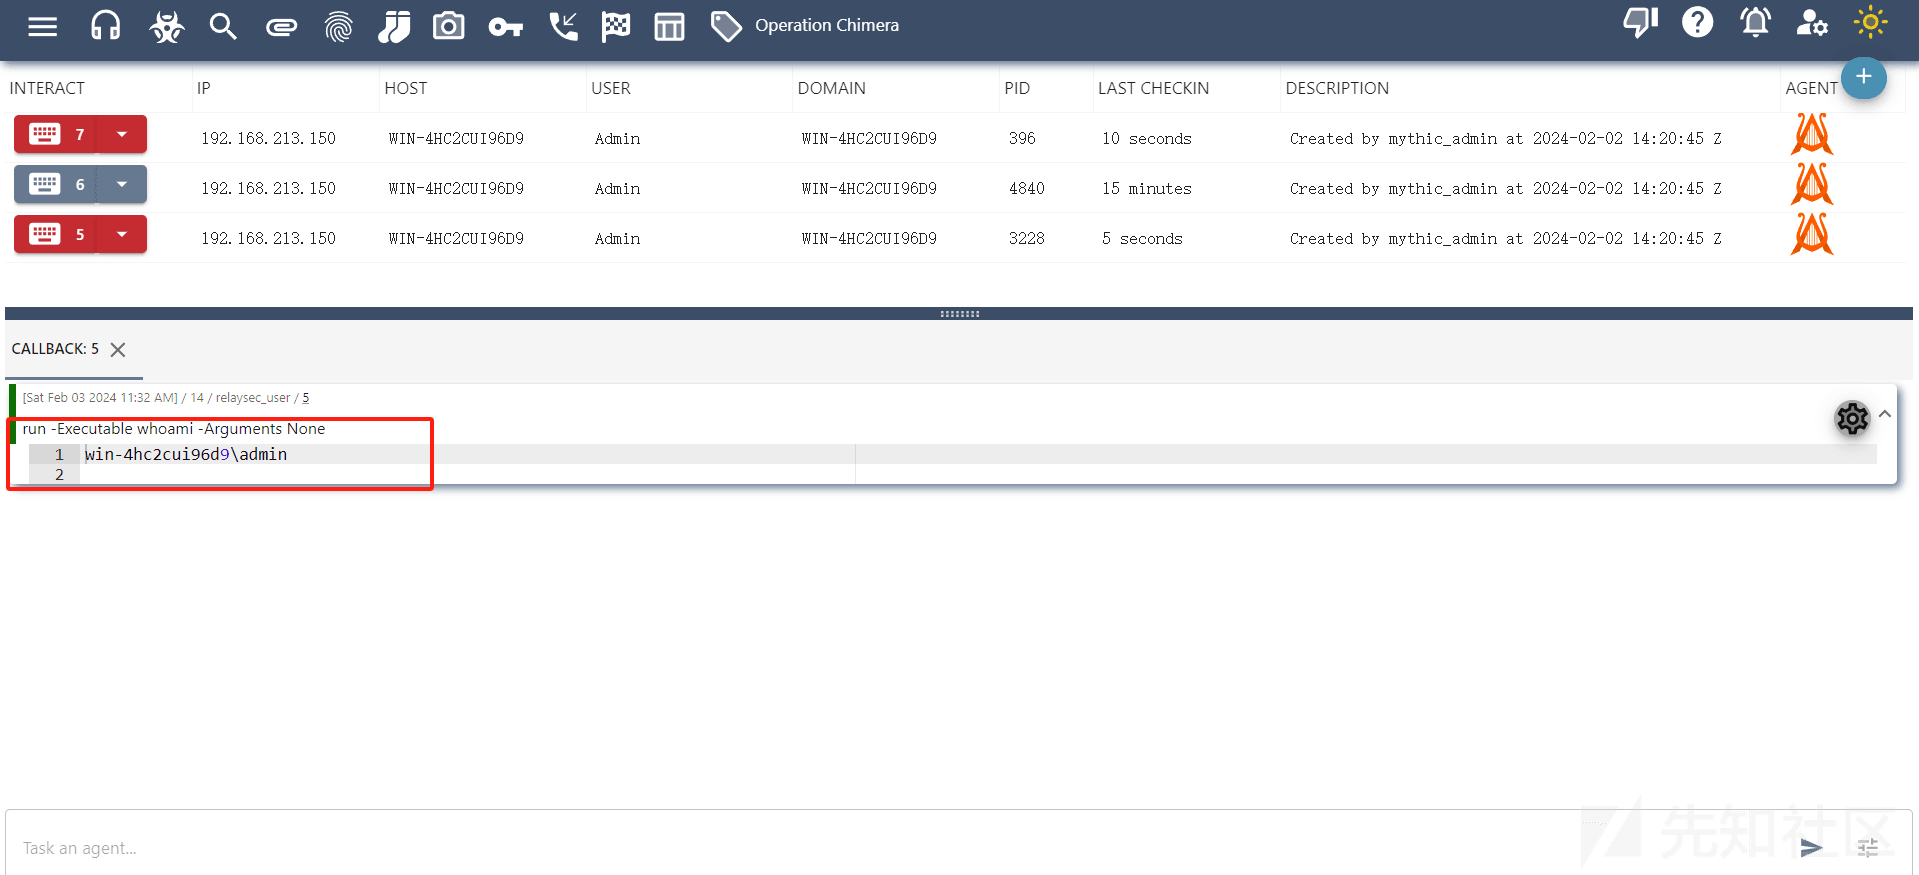 Operation Chimera
INTERACT IP HOST USER DOMAIN PID LAST CHECKIN DESCRIPTION AGENT
7 192.168.213.150 WIN-4HC2CUI96D9 Admin WIN-4HC2CUI96D9 396 10 seconds Created by mythic_admin at 2024-02-02 14:20:45 Z
6 192.168.213.150 WIN-4HC2CUI96D9 Admin WIN-4HC2CUI96D9 4840 15 minutes Created by mythic_admin at 2024-02-02 14:20:45 Z
5 192.168.213.150 WIN-4HC2CUI96D9 Admin WIN-4HC2CUI96D9 3228 5 seconds Created by mythic_admin at 2024-02-02 14:20:45 Z
CALLBACK: 5
[Sat Feb 03 2024 11:32 AM] / 14 / relaysec_user / 5
run -Executable whoami -Arguments None
1 win-4hc2cui96d9\admin
2
Task an agent...
先知社区